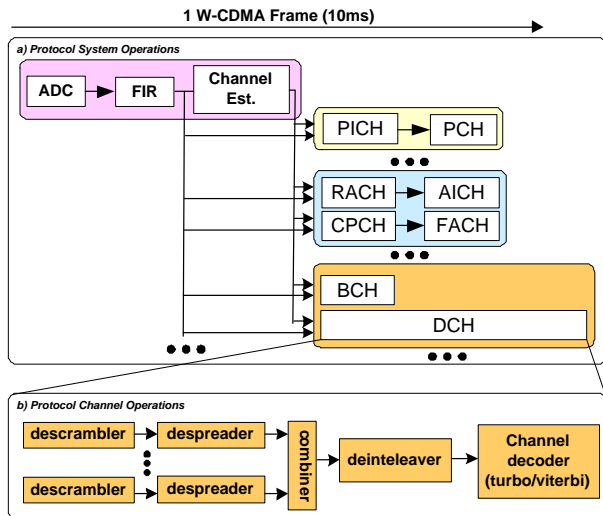 1 W-CDMA Frame (10ms)
a) Protocol System Operations
ADC
FIR
Channel
Est.
PICH
PCH
RACH
AICH
CPCH
FACH
BCH
DCH
b) Protocol Channel Operations
descrambler
despreader
descrambler
despreader
combiner
deinteleaver
Channel
decoder
(turbo/viterbi)